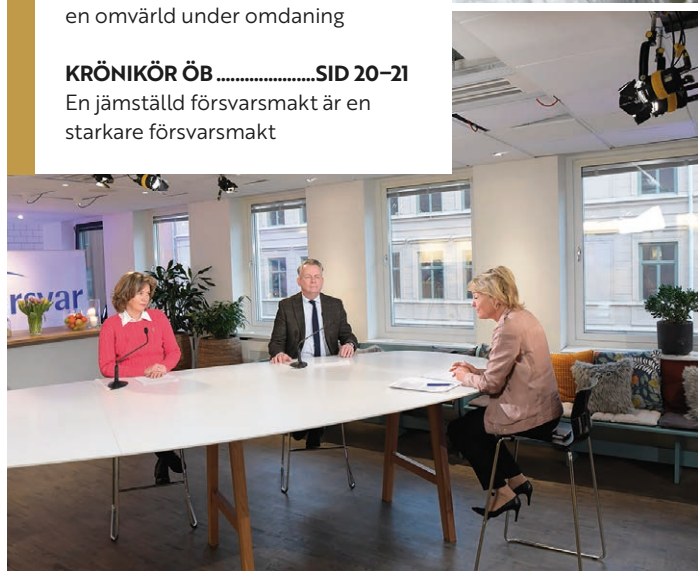 en omvärld under omdaning
KRÖNIKÖR ÖB .....................SID 20–21
En jämställd försvarsmakt är en
starkare försvarsmakt
rsvar